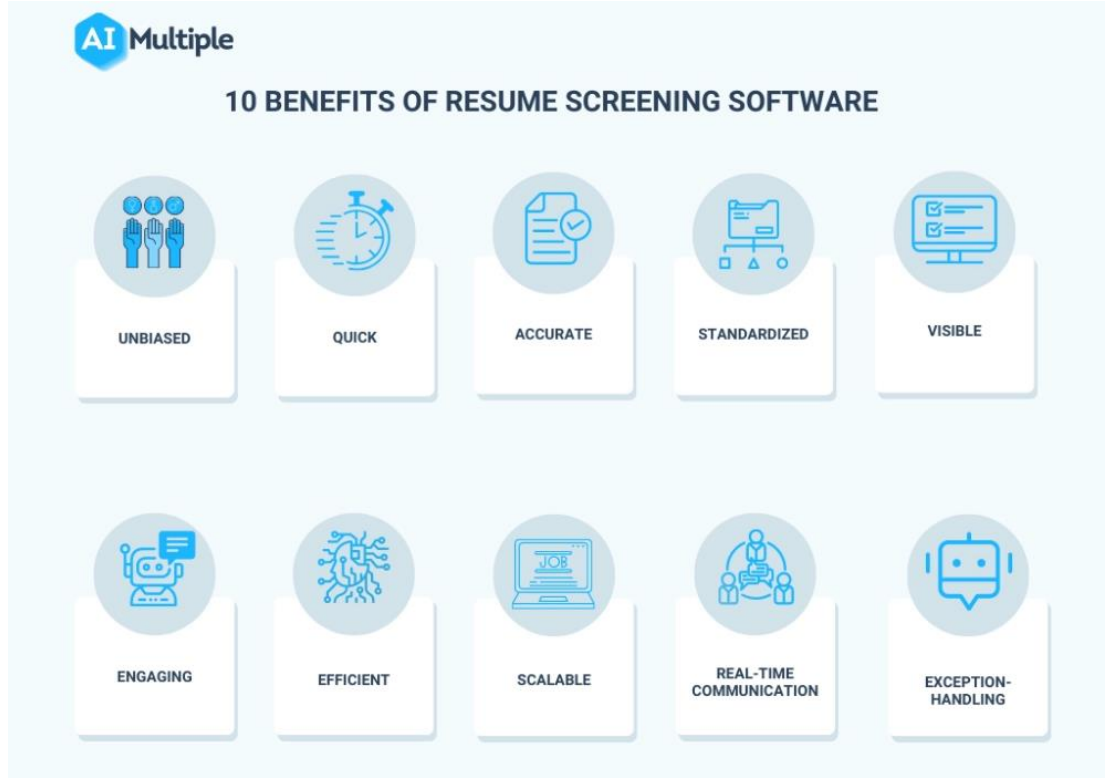 AI Multiple
10 BENEFITS OF RESUME SCREENING SOFTWARE
UNBIASED
QUICK
ACCURATE
STANDARDIZED
VISIBLE
ENGAGING
EFFICIENT
JOB
SCALABLE
REAL-TIME
COMMUNICATION
EXCEPTION-
HANDLING